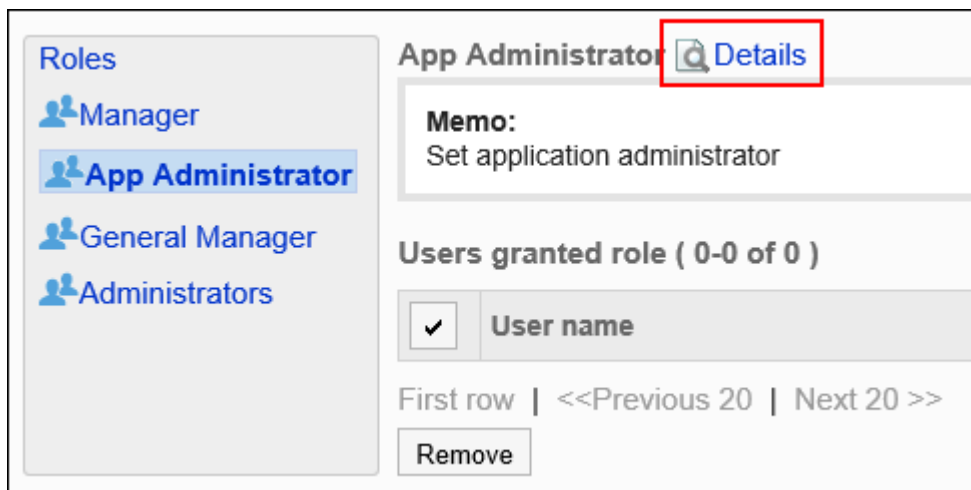 Roles
Manager
App Administrator
General Manager
Administrators
App Administrator Details
Memo:
Set application administrator
Users granted role ( 0-0 of 0 )
User name
First row | <<Previous 20 | Next 20 >>
Remove